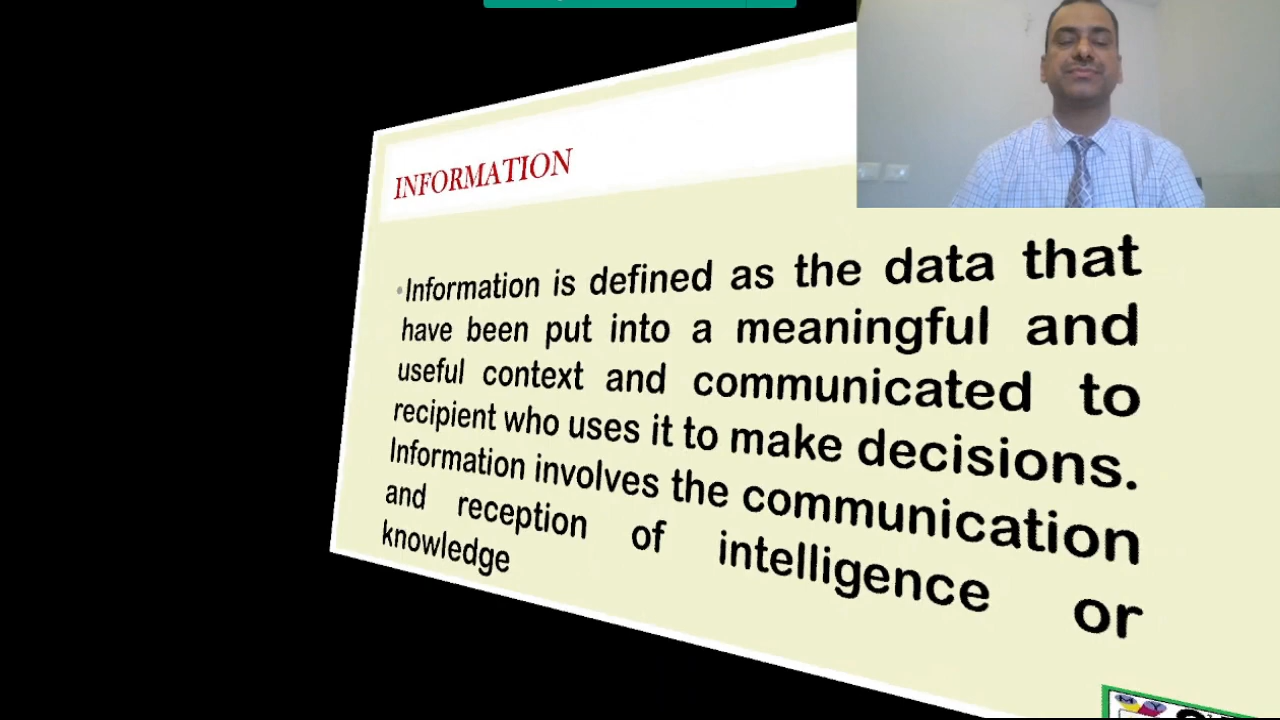 INFORMATION
•Information is defined as the data that
have been put into a meaningful and
useful context and communicated to
recipient who uses it to make decisions.
Information involves the communication
and reception of intelligence or
knowledge
M Y